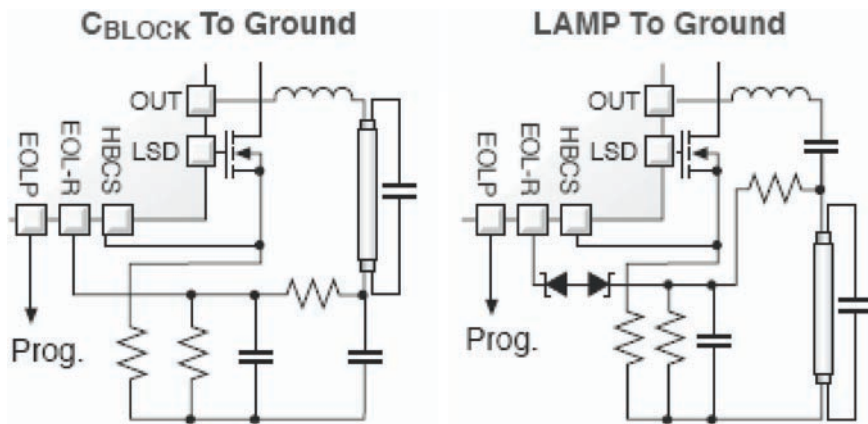 CBLOCK To Ground
OUT
LSD
HBCS
EOL-R
EOLP
Prog.
LAMP To Ground
OUT
LSD
HBCS
EOL-R
EOLP
Prog.